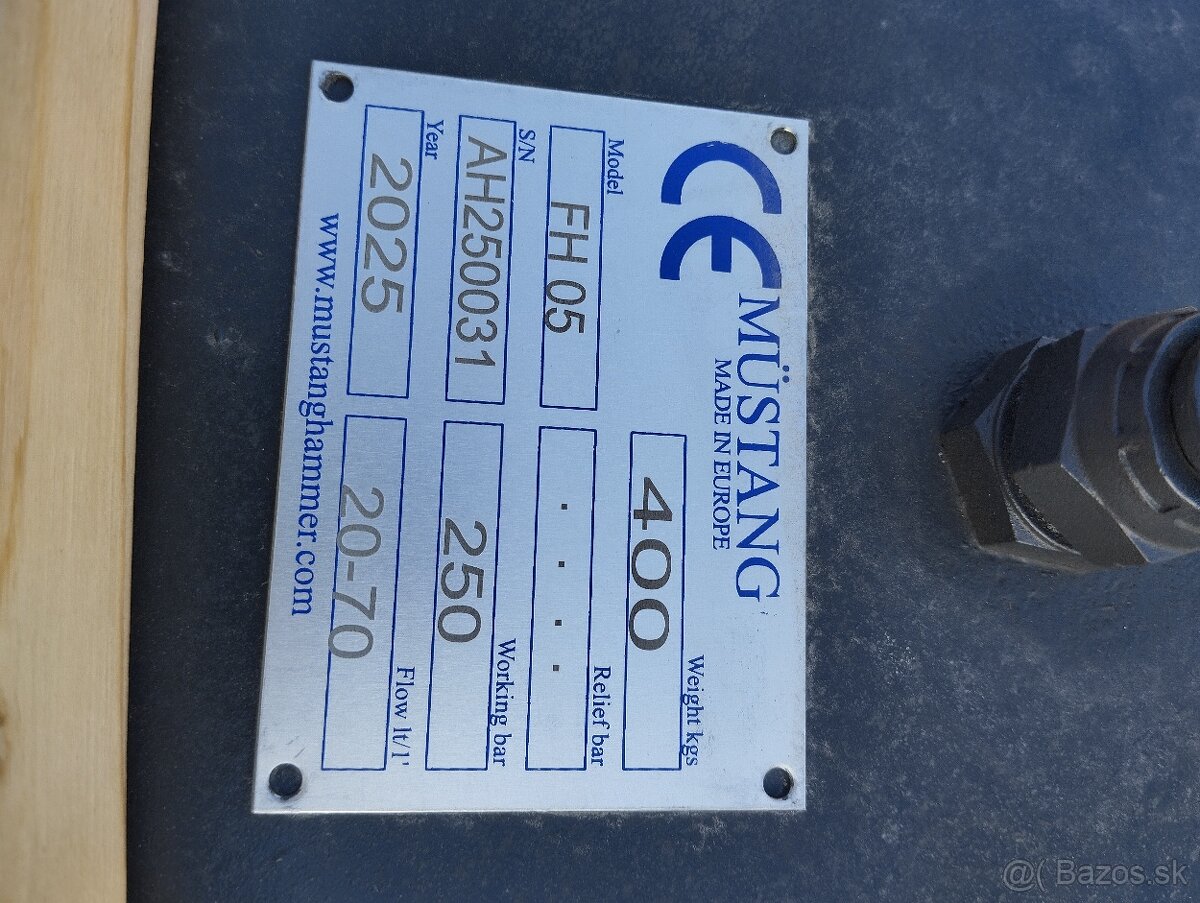 CE MÜSTANG
MADE IN EUROPE
Weight kgs
400
Model
FH 05
Relief bar
. . . .
S/N
AH250031
Working bar
250
Year
2025
Flow lt/1'
20-70
www.mustanghammer.com
@( Bazos.sk